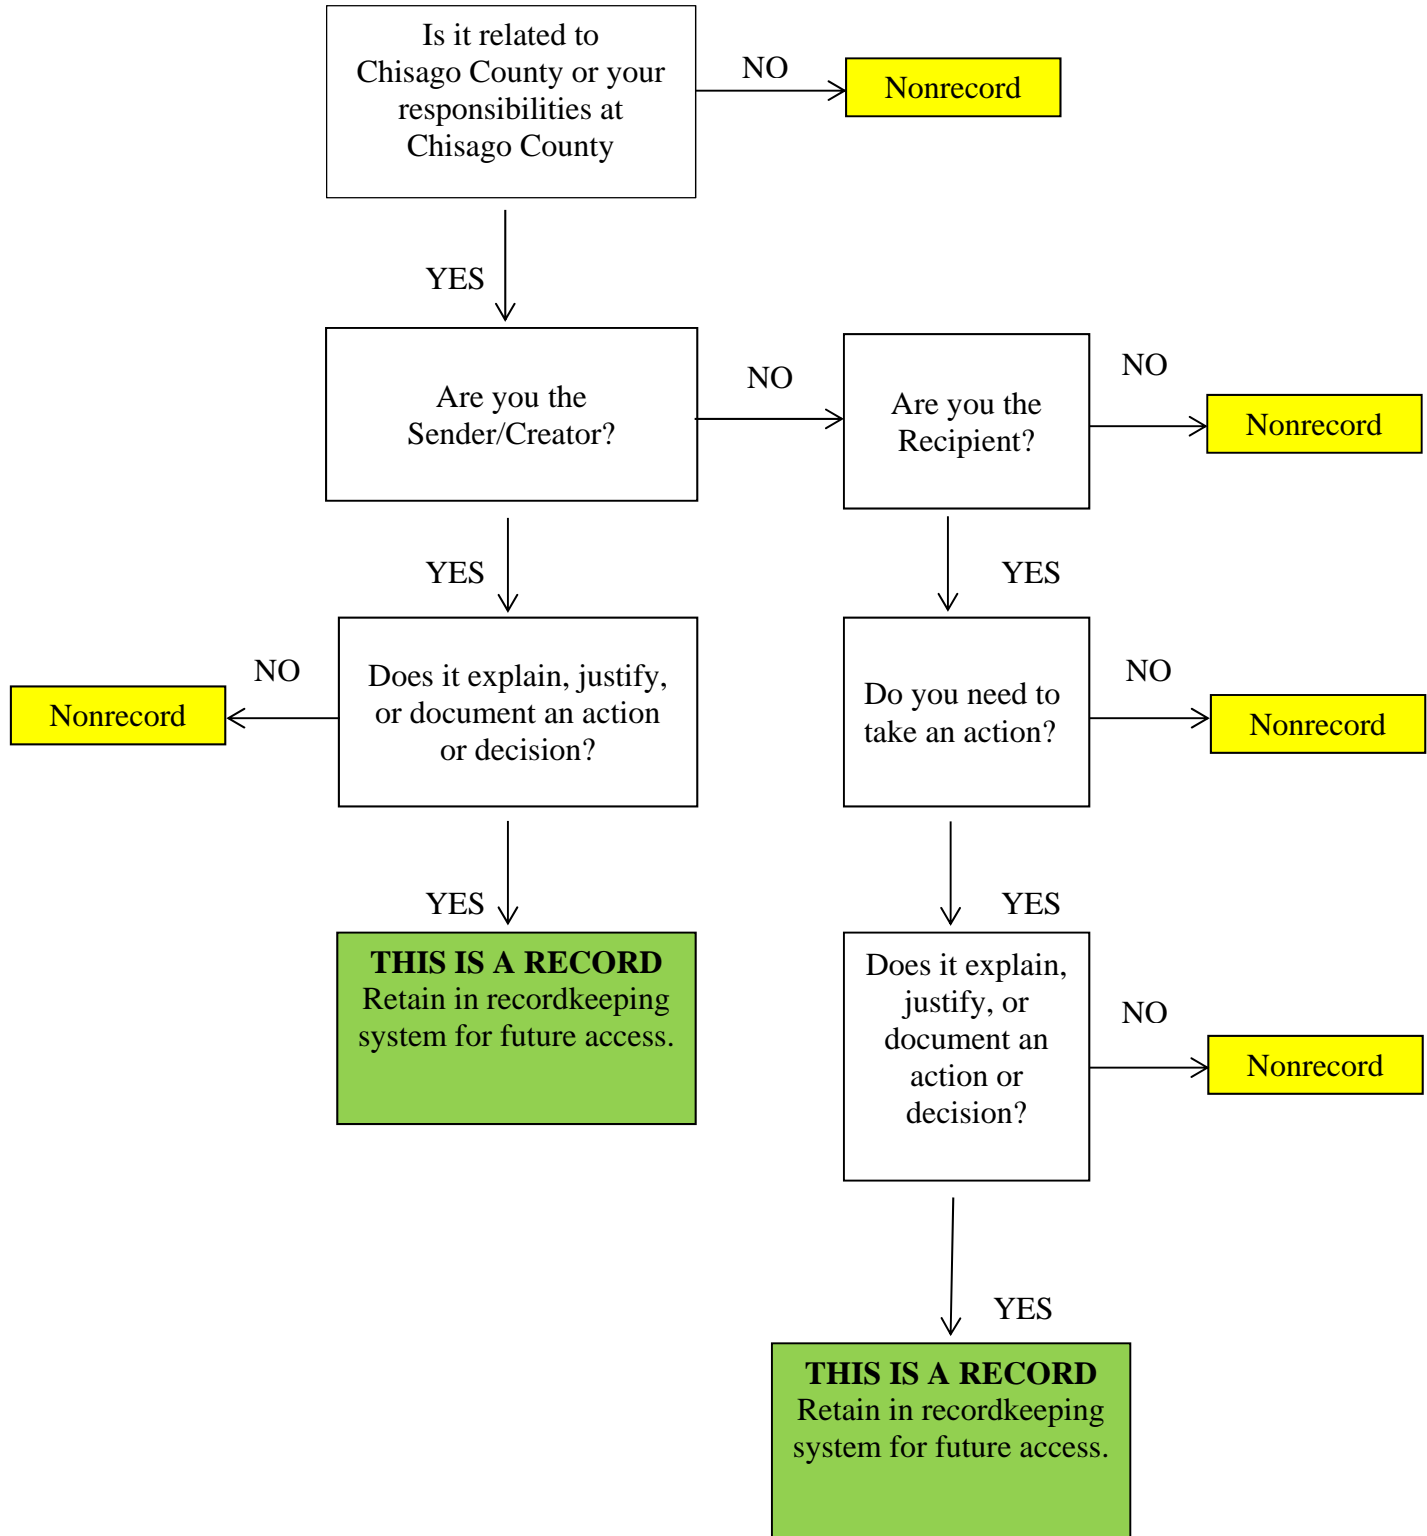 Is it related to
Chisago County or your
responsibilities at
Chisago County
NO
Nonrecord
YES
Are you the
Sender/Creator?
NO
Are you the
Recipient?
NO
Nonrecord
YES
YES
NO
Nonrecord
Does it explain, justify,
or document an action
or decision?
Do you need to
take an action?
NO
Nonrecord
YES
YES
THIS IS A RECORD
Retain in recordkeeping
system for future access.
Does it explain,
justify, or
document an
action or
decision?
NO
Nonrecord
YES
THIS IS A RECORD
Retain in recordkeeping
system for future access.